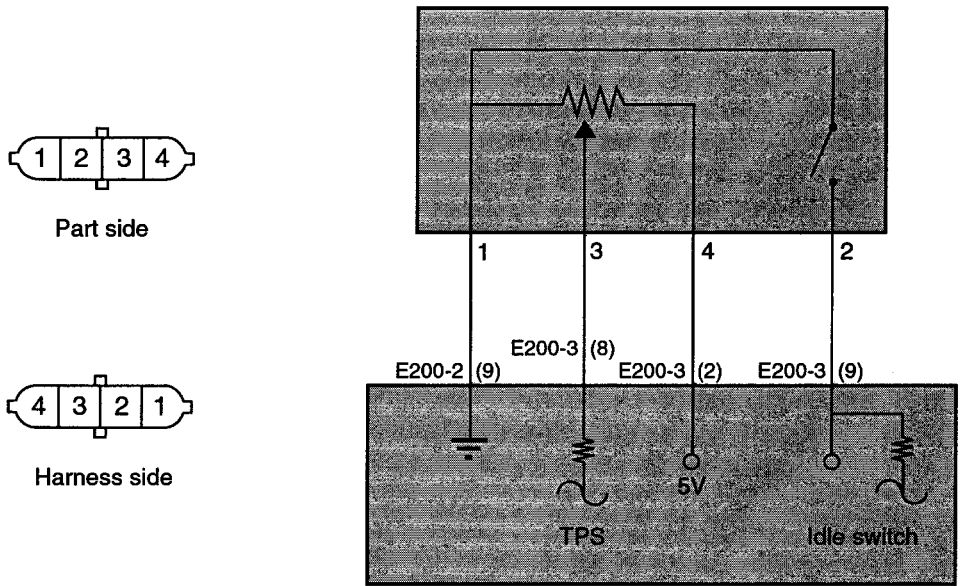 1 2 3 4
Part side
1 3 4 2
E200-3 (8)
E200-2 (9) E200-3 (2) E200-3 (9)
4 3 2 1
Harness side
5V
TPS Idle switch